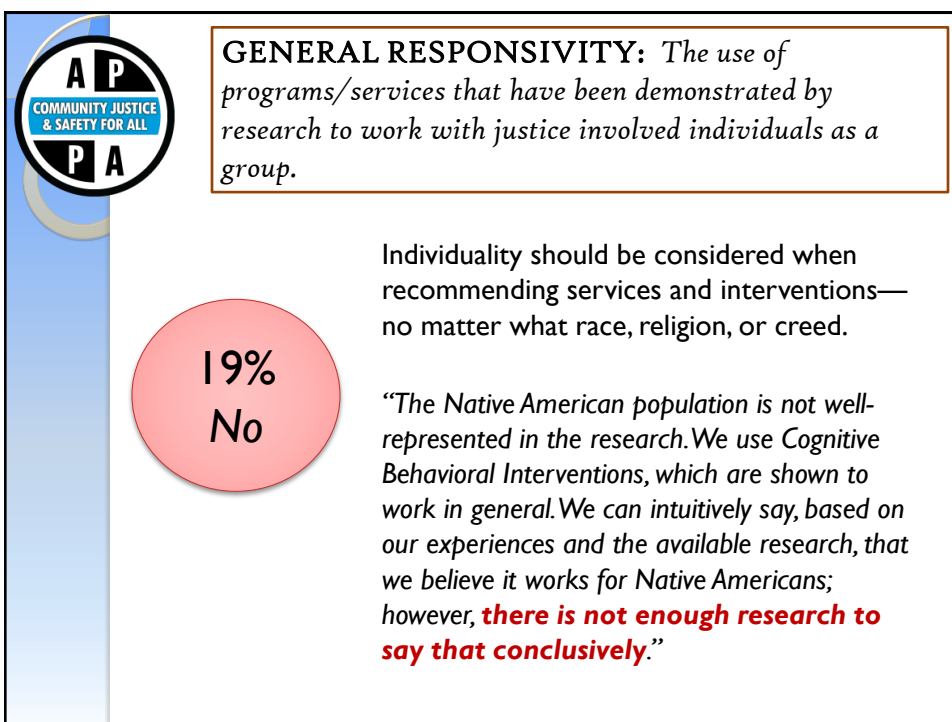 A P
COMMUNITY JUSTICE
& SAFETY FOR ALL
P A
GENERAL RESPONSIVITY: The use of
programs/services that have been demonstrated by
research to work with justice involved individuals as a
group.
Individuality should be considered when
recommending services and interventions—
no matter what race, religion, or creed.
19%
No
“The Native American population is not well-
represented in the research. We use Cognitive
Behavioral Interventions, which are shown to
work in general. We can intuitively say, based on
our experiences and the available research, that
we believe it works for Native Americans;
however, there is not enough research to
say that conclusively.”